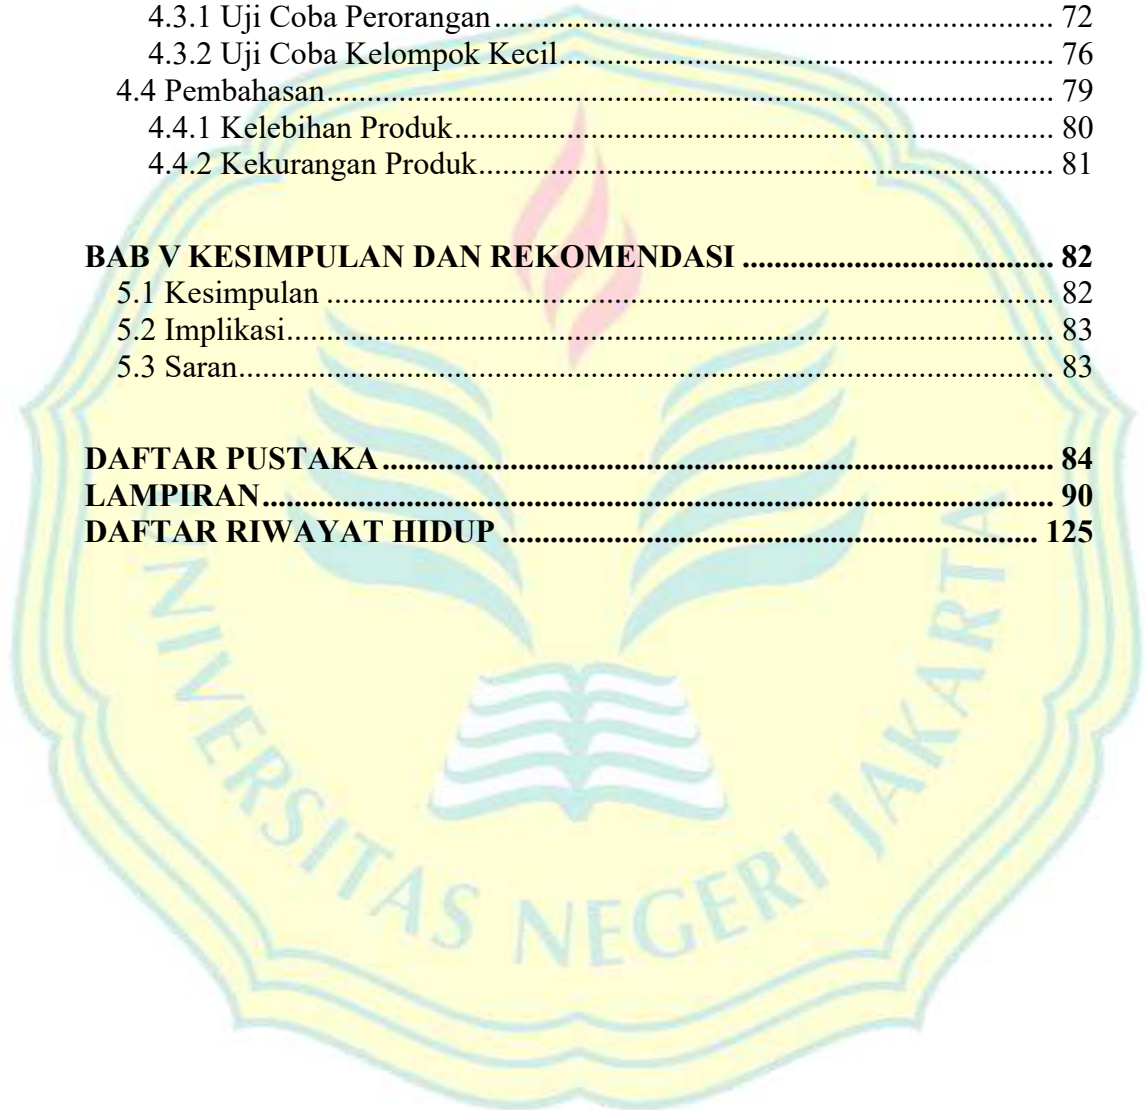 4.3.1 Uji Coba Perorangan ..................................................................... 72
4.3.2 Uji Coba Kelompok Kecil ............................................................. 76
4.4 Pembahasan .......................................................................................... 79
4.4.1 Kelebihan Produk .......................................................................... 80
4.4.2 Kekurangan Produk ....................................................................... 81
BAB V KESIMPULAN DAN REKOMENDASI ...................................... 82
5.1 Kesimpulan .......................................................................................... 82
5.2 Implikasi ............................................................................................... 83
5.3 Saran ..................................................................................................... 83
DAFTAR PUSTAKA .................................................................................. 84
LAMPIRAN ................................................................................................. 90
DAFTAR RIWAYAT HIDUP .................................................................. 125
UNIVERSITAS NEGERI JAKARTA